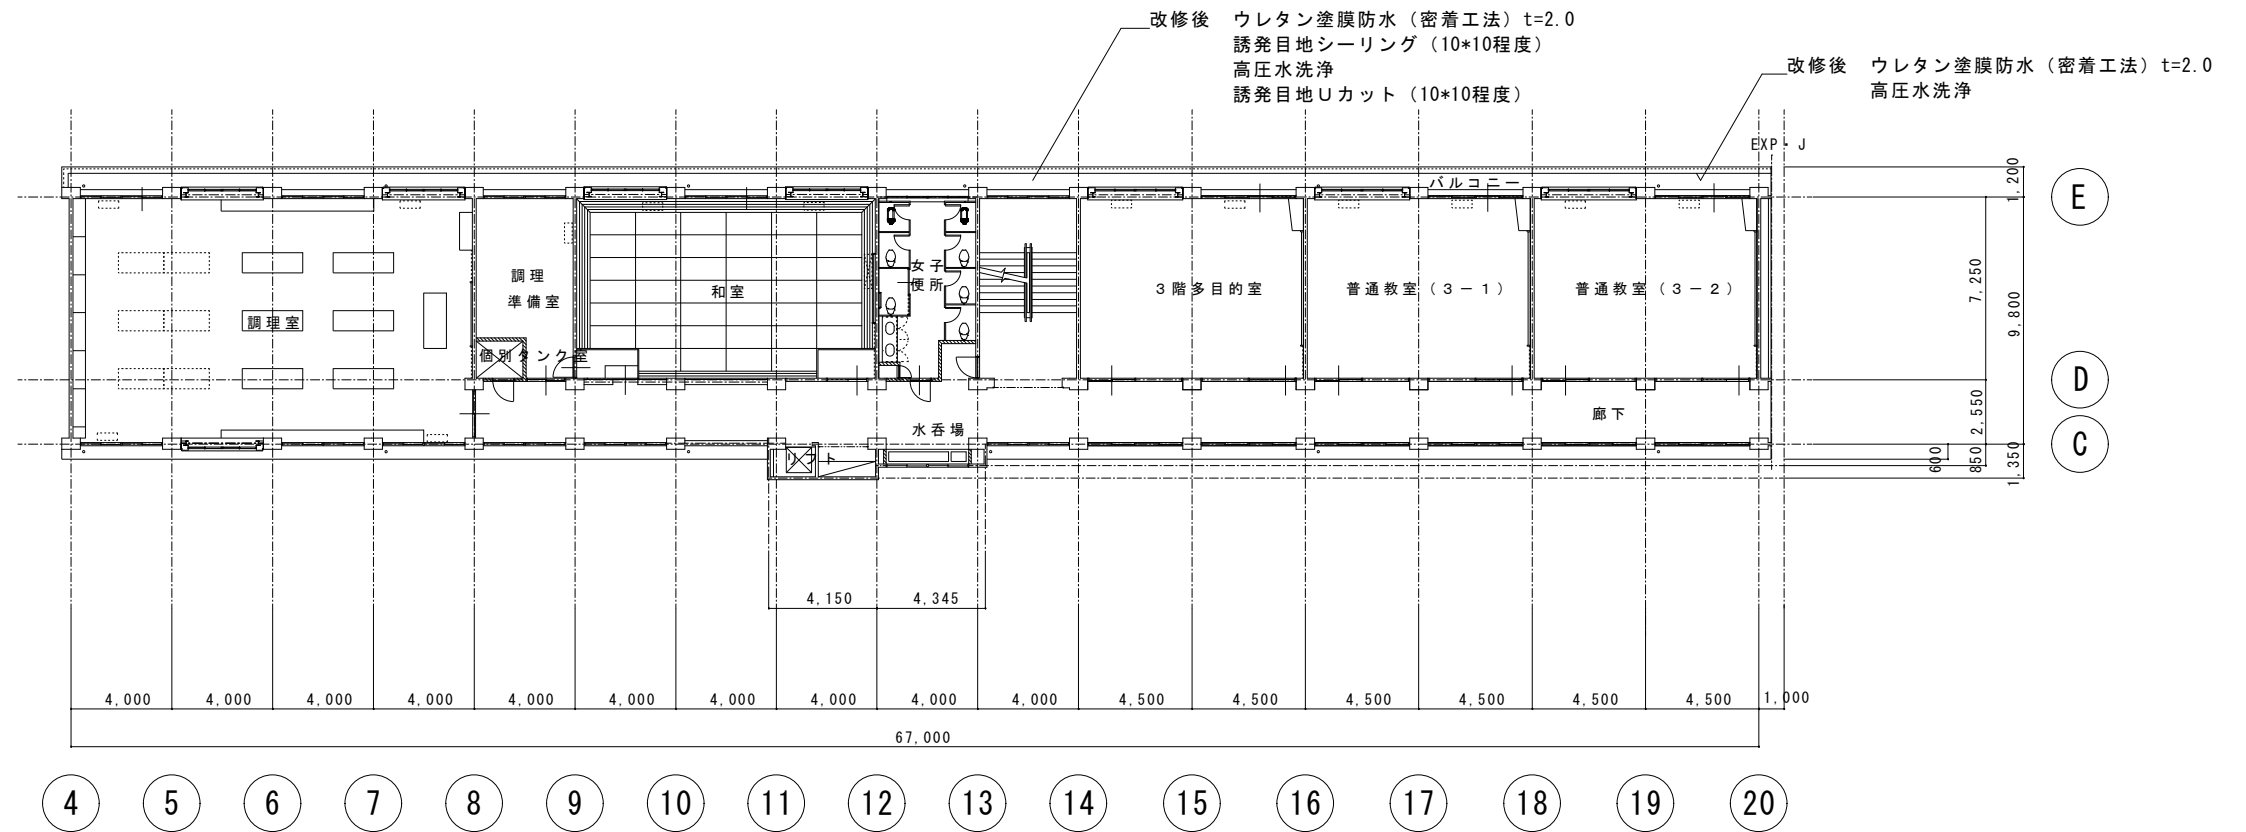 改修後 ウレタン塗膜防水（密着工法）t=2.0
誘発目地シーリング（10*10程度）
高圧水洗浄
誘発目地Uカット（10*10程度）
改修後 ウレタン塗膜防水（密着工法）t=2.0
高圧水洗浄
EXP・J
バルコニー
1,200
E
調理
準備室
和室
女子
便所
３階多目的室
普通教室（３－１）
普通教室（３－２）
7,250
9,800
調理室
個別タンク室
D
廊下
2,550
水呑場
C
リフト
600
850
1,350
4,150
4,345
4,000
4,000
4,000
4,000
4,000
4,000
4,000
4,000
4,000
4,000
4,500
4,500
4,500
4,500
4,500
4,500
1,000
67,000
4
5
6
7
8
9
10
11
12
13
14
15
16
17
18
19
20